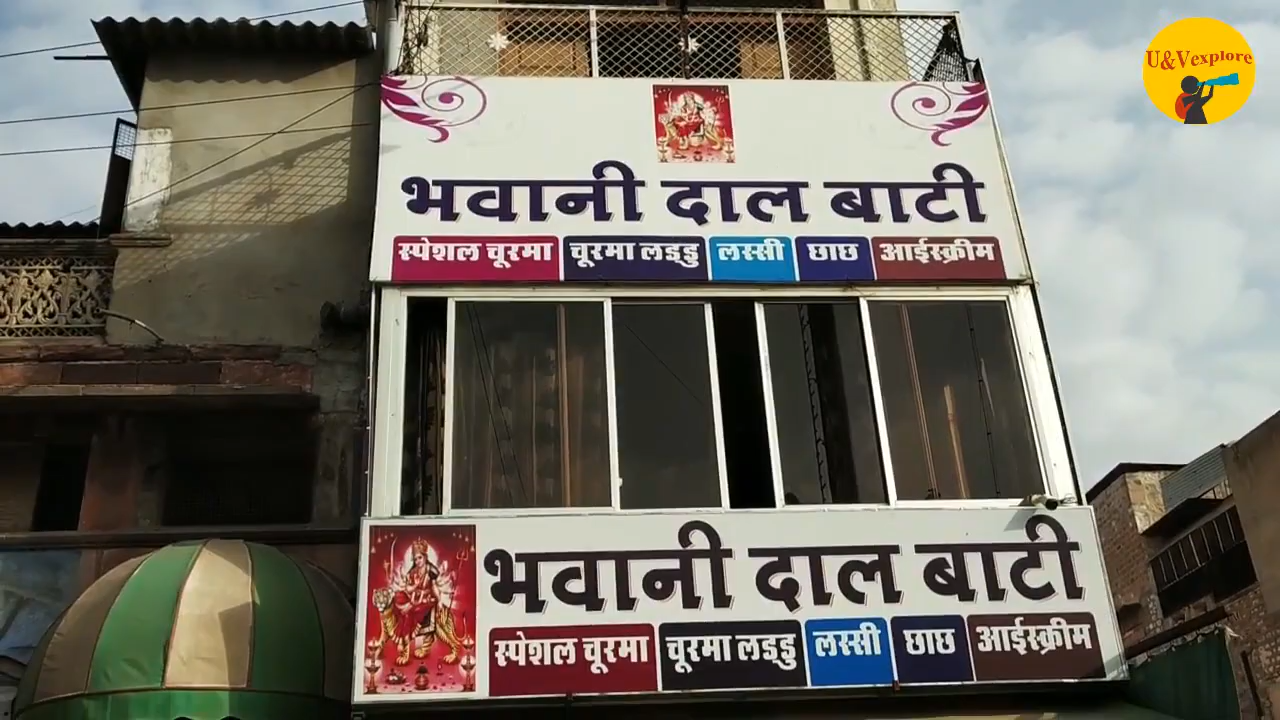 U&Vexplore
भवानी दाल बाटी
स्पेशल चूरमा चूरमा लड्डु लस्सी छाछ आईस्क्रीम
भवानी दाल बाटी
स्पेशल चूरमा चूरमा लड्डु लस्सी छाछ आईस्क्रीम